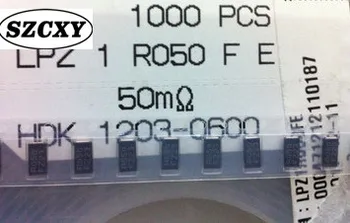 SZCXY
1000 PCS
LPZ 1 R050 F E
50mΩ
HDK 1203-0600